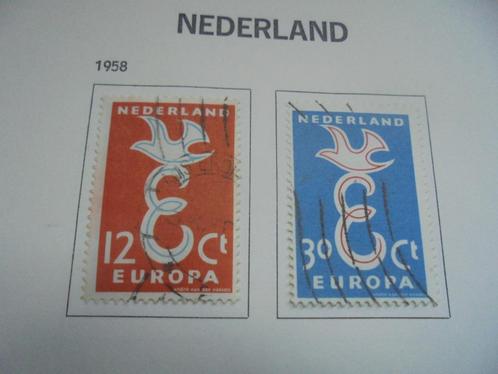 NEDERLAND
1958
NEDERLAND
12 Ct
EUROPA
NEDERLAND
30 Ct
EUROPA